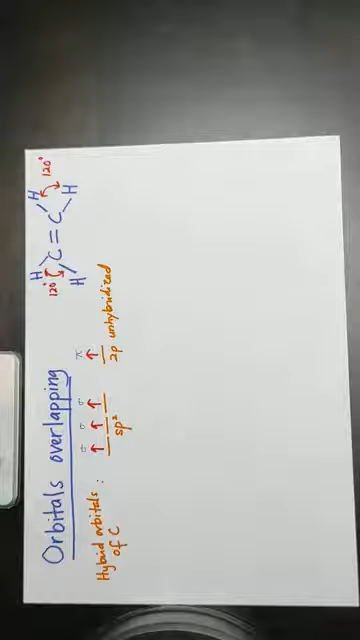 Orbitals overlapping
H H
120° C = C 120°
H H
σ σ σ π
Hybrid orbitals : ↑ ↑ ↑ ↑
of C sp² 2p unhybridized